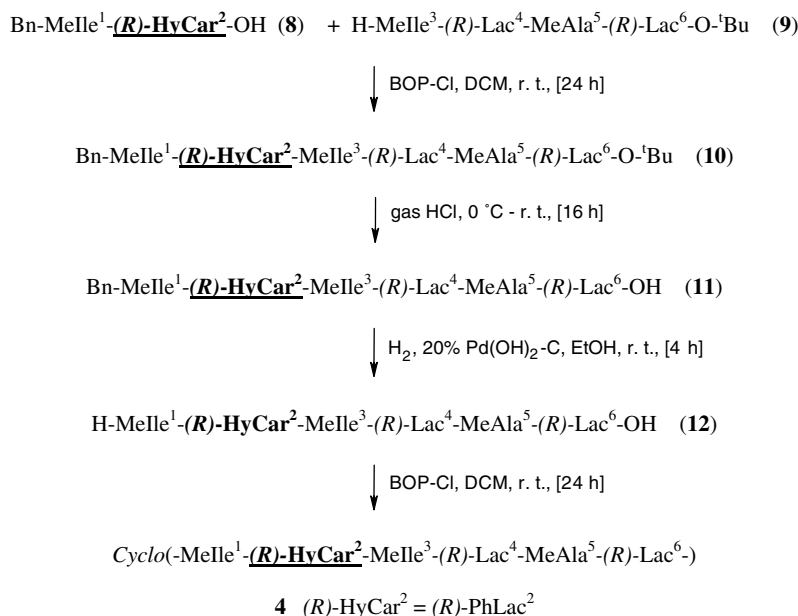 Bn-MeIle¹-(R)-HyCar²-OH (8) + H-MeIle³-(R)-Lac⁴-MeAla⁵-(R)-Lac⁶-O-ᵗBu (9)
BOP-Cl, DCM, r. t., [24 h]
Bn-MeIle¹-(R)-HyCar²-MeIle³-(R)-Lac⁴-MeAla⁵-(R)-Lac⁶-O-ᵗBu (10)
gas HCl, 0 °C - r. t., [16 h]
Bn-MeIle¹-(R)-HyCar²-MeIle³-(R)-Lac⁴-MeAla⁵-(R)-Lac⁶-OH (11)
H₂, 20% Pd(OH)₂-C, EtOH, r. t., [4 h]
H-MeIle¹-(R)-HyCar²-MeIle³-(R)-Lac⁴-MeAla⁵-(R)-Lac⁶-OH (12)
BOP-Cl, DCM, r. t., [24 h]
Cyclo(-MeIle¹-(R)-HyCar²-MeIle³-(R)-Lac⁴-MeAla⁵-(R)-Lac⁶-)
4 (R)-HyCar² = (R)-PhLac²